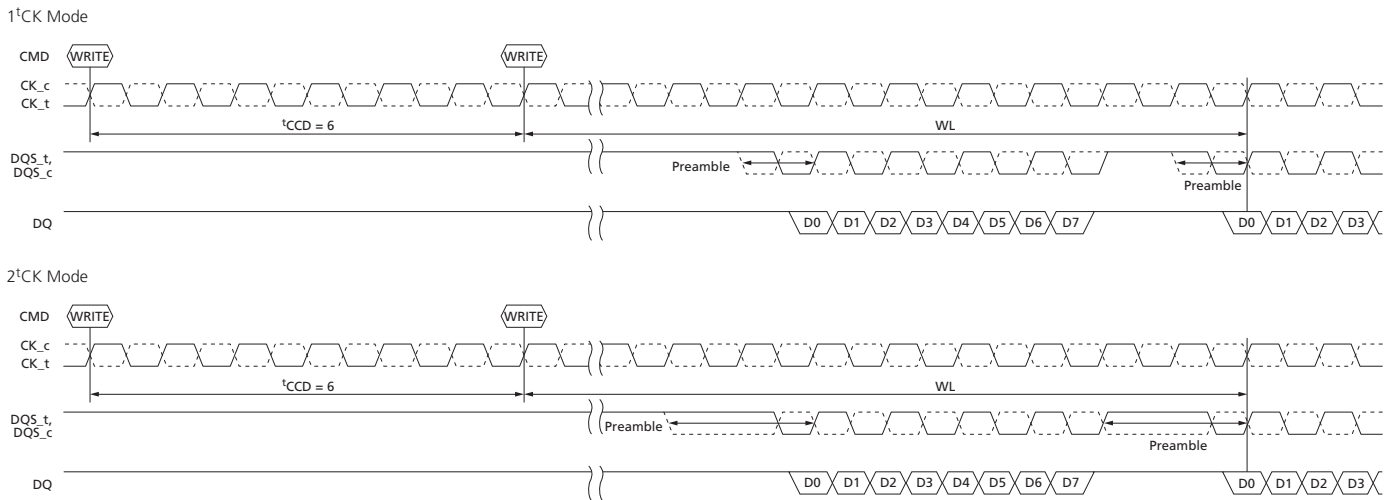 1ᵗCK Mode
CMD WRITE WRITE
CK_c
CK_t
ᵗCCD = 6 WL
DQS_t,
DQS_c
Preamble Preamble
DQ D0 D1 D2 D3 D4 D5 D6 D7 D0 D1 D2 D3
2ᵗCK Mode
CMD WRITE WRITE
CK_c
CK_t
ᵗCCD = 6 WL
DQS_t,
DQS_c
Preamble Preamble
DQ D0 D1 D2 D3 D4 D5 D6 D7 D0 D1 D2 D3